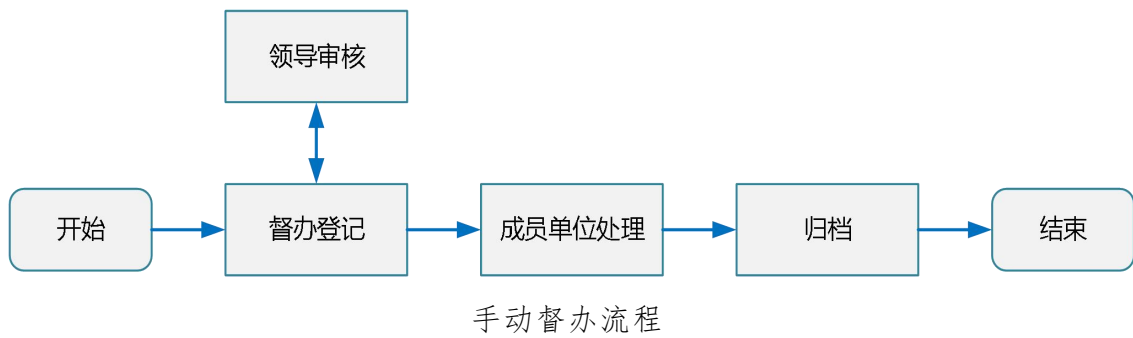 领导审核
开始
督办登记
成员单位处理
归档
结束
手动督办流程